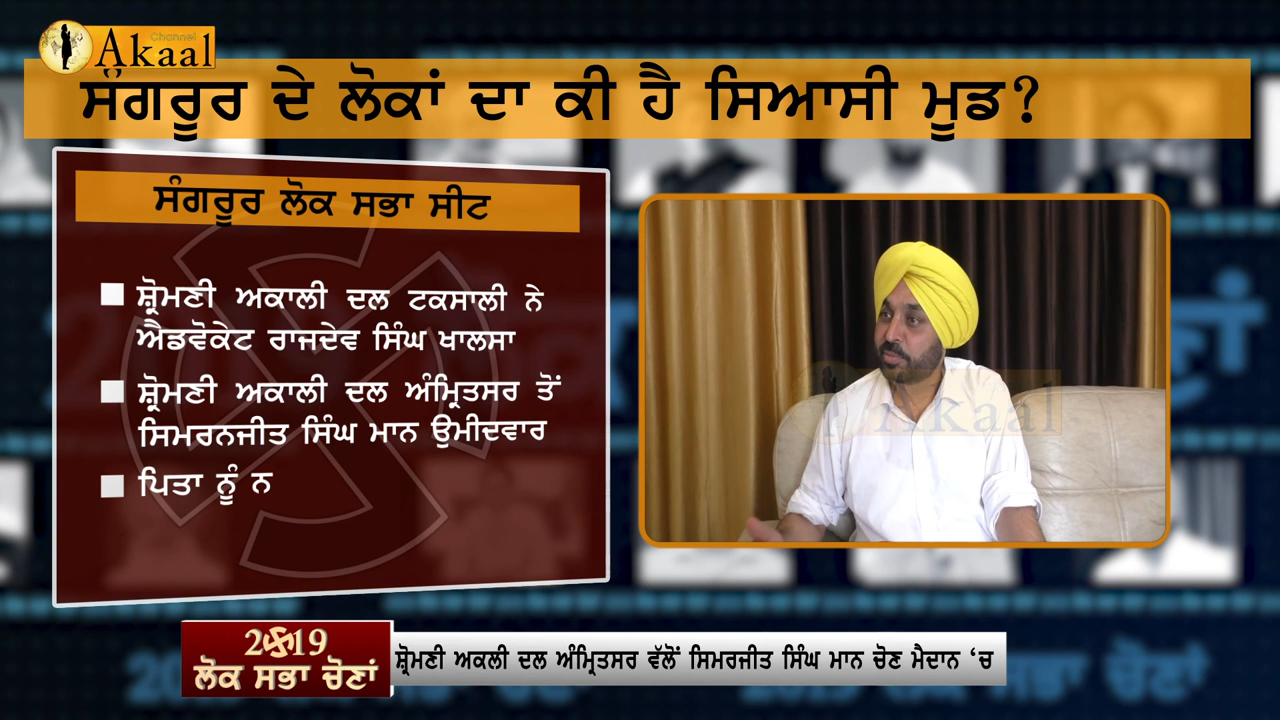 Channel
Akaal
ਸੰਗਰੂਰ ਦੇ ਲੋਕਾਂ ਦਾ ਕੀ ਹੈ ਸਿਆਸੀ ਮੂਡ?
ਸੰਗਰੂਰ ਲੋਕ ਸਭਾ ਸੀਟ
ਸ਼੍ਰੋਮਣੀ ਅਕਾਲੀ ਦਲ ਟਕਸਾਲੀ ਨੇ
ਐਡਵੋਕੇਟ ਰਾਜਦੇਵ ਸਿੰਘ ਖਾਲਸਾ
ਸ਼੍ਰੋਮਣੀ ਅਕਾਲੀ ਦਲ ਅੰਮ੍ਰਿਤਸਰ ਤੋਂ
ਸਿਮਰਨਜੀਤ ਸਿੰਘ ਮਾਨ ਉਮੀਦਵਾਰ
ਪਿਤਾ ਨੂੰ ਨ
Akaal
2019
ਲੋਕ ਸਭਾ ਚੋਣਾਂ
ਸ਼੍ਰੋਮਣੀ ਅਕਲੀ ਦਲ ਅੰਮ੍ਰਿਤਸਰ ਵੱਲੋਂ ਸਿਮਰਜੀਤ ਸਿੰਘ ਮਾਨ ਚੋਣ ਮੈਦਾਨ ‘ਚ